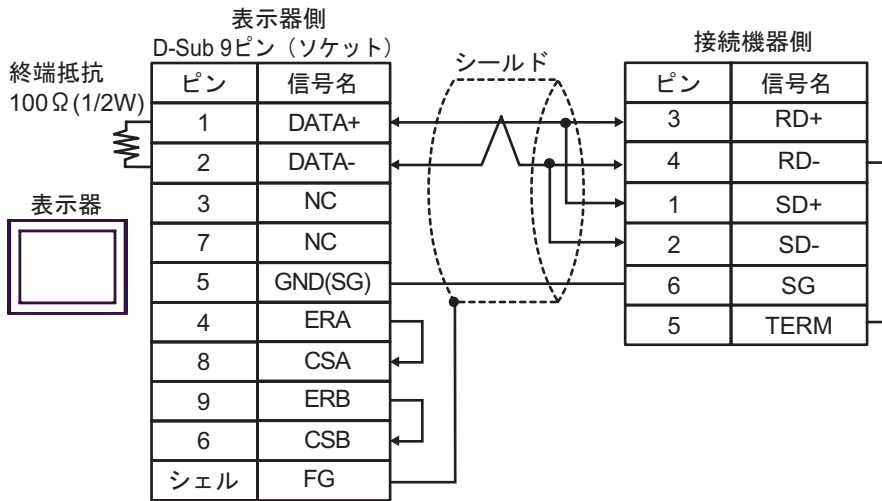 表示器側
D-Sub 9ピン（ソケット）
終端抵抗
100Ω(1/2W)
表示器
ピン 信号名
1 DATA+
2 DATA-
3 NC
7 NC
5 GND(SG)
4 ERA
8 CSA
9 ERB
6 CSB
シェル FG
シールド
接続機器側
ピン 信号名
3 RD+
4 RD-
1 SD+
2 SD-
6 SG
5 TERM